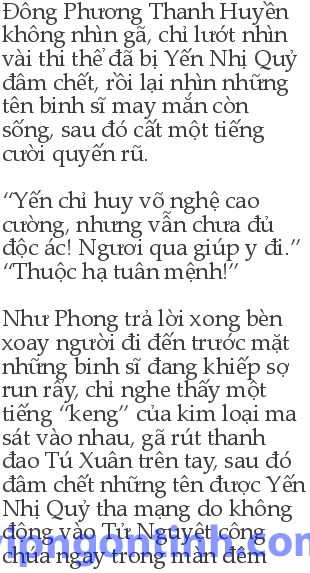 Đông Phương Thanh Huyền
không nhìn gã, chỉ lướt nhìn
vài thi thể đã bị Yến Nhị Quỷ
đâm chết, rồi lại nhìn những
tên binh sĩ may mắn còn
sống, sau đó cất một tiếng
cười quyến rũ.

“Yến chỉ huy võ nghệ cao
cường, nhưng vẫn chưa đủ
độc ác! Ngươi qua giúp y đi.”
“Thuộc hạ tuân mệnh!”

Như Phong trả lời xong bèn
xoay người đi đến trước mặt
những binh sĩ đang khiếp sợ
run rẩy, chỉ nghe thấy một
tiếng “keng” của kim loại ma
sát vào nhau, gã rút thanh
đao Tú Xuân trên tay, sau đó
đâm chết những tên được Yến
Nhị Quỷ tha mạng do không
động vào Tử Nguyệt công
chúa ngay trong màn đêm
vipngontinh.com